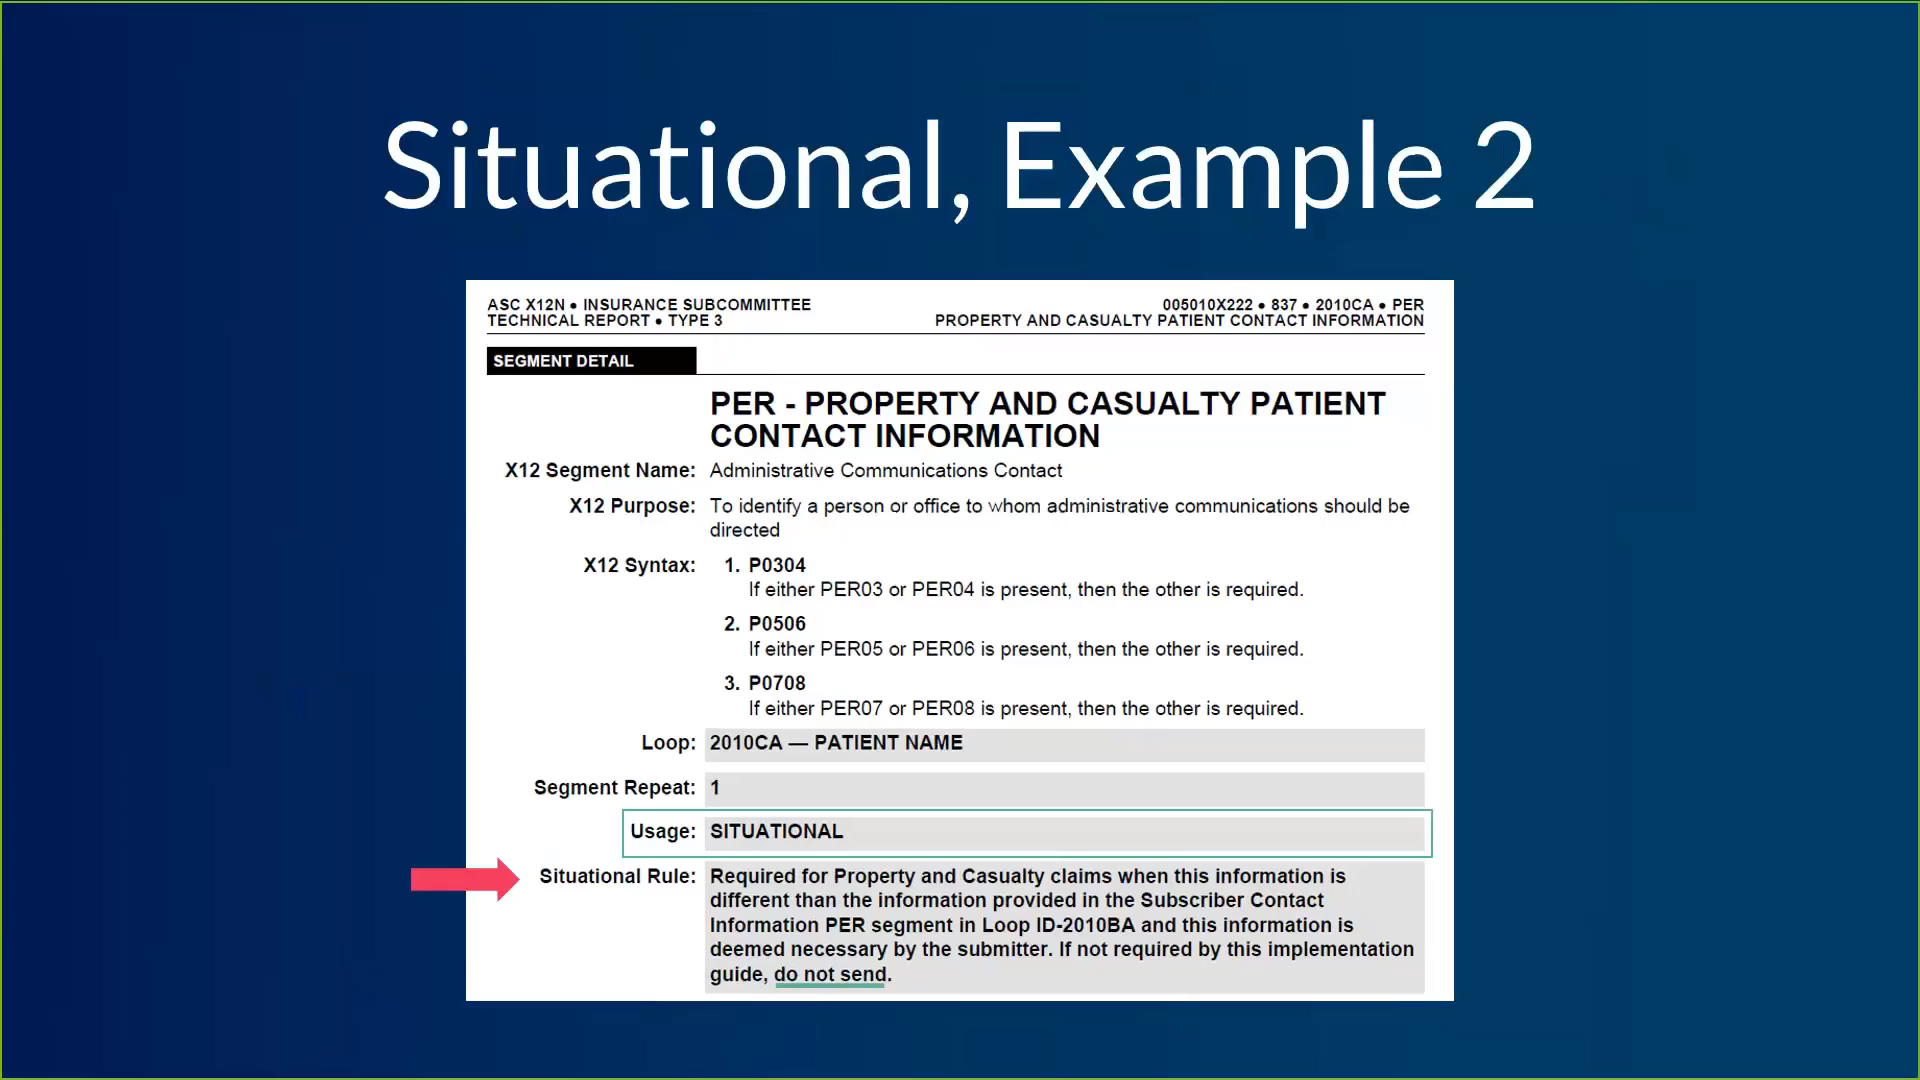 Situational, Example 2
ASC X12N • INSURANCE SUBCOMMITTEE
TECHNICAL REPORT • TYPE 3
005010X222 • 837 • 2010CA • PER
PROPERTY AND CASUALTY PATIENT CONTACT INFORMATION
SEGMENT DETAIL
PER - PROPERTY AND CASUALTY PATIENT
CONTACT INFORMATION
X12 Segment Name: Administrative Communications Contact
X12 Purpose: To identify a person or office to whom administrative communications should be
directed
X12 Syntax: 1. P0304
If either PER03 or PER04 is present, then the other is required.
2. P0506
If either PER05 or PER06 is present, then the other is required.
3. P0708
If either PER07 or PER08 is present, then the other is required.
Loop: 2010CA — PATIENT NAME
Segment Repeat: 1
Usage: SITUATIONAL
Situational Rule: Required for Property and Casualty claims when this information is
different than the information provided in the Subscriber Contact
Information PER segment in Loop ID-2010BA and this information is
deemed necessary by the submitter. If not required by this implementation
guide, do not send.